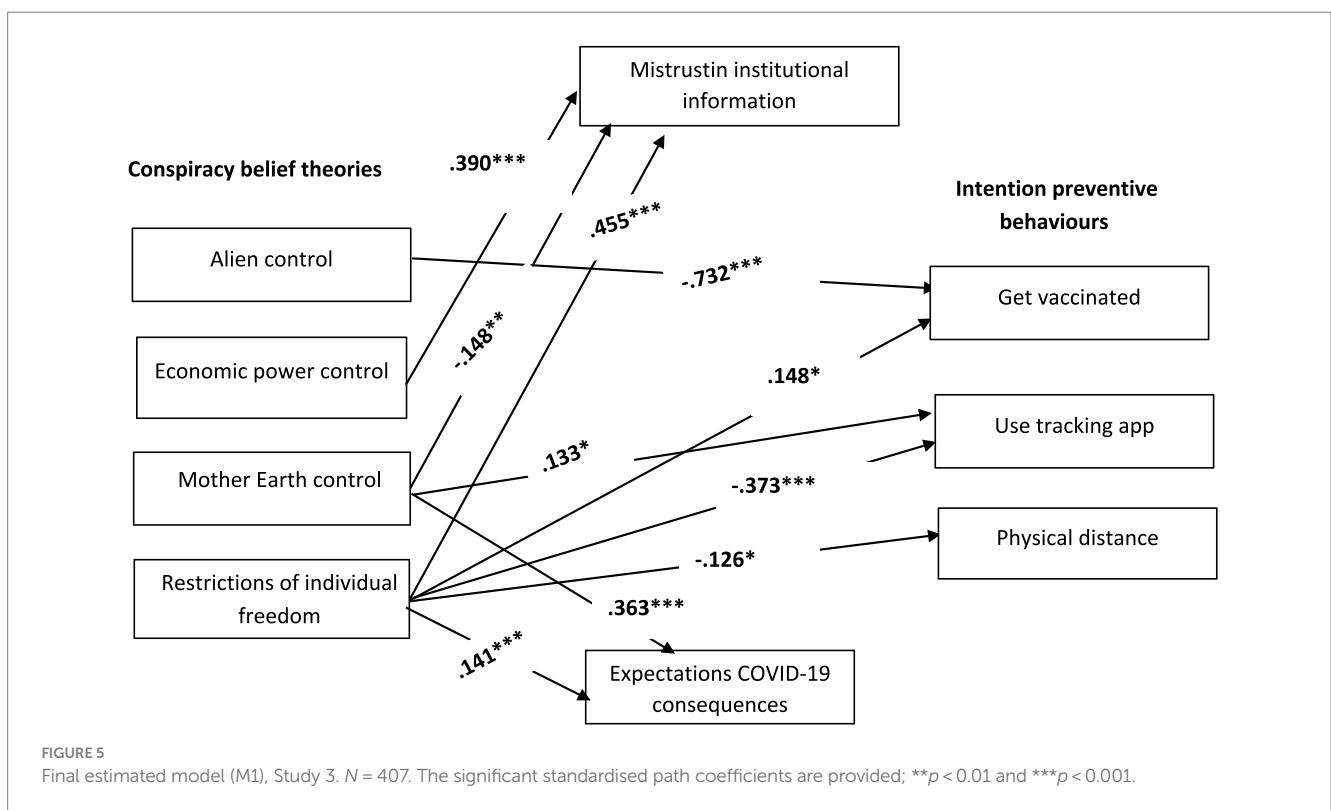 Mistrustin institutional
information
.390***
Conspiracy belief theories
Intention preventive
behaviours
.455***
Alien control
-.732***
Get vaccinated
Economic power control
-.148**
.148*
Mother Earth control
.133*
Use tracking app
-.373***
Physical distance
-.126*
Restrictions of individual
freedom
.363***
.141***
Expectations COVID-19
consequences
FIGURE 5
Final estimated model (M1), Study 3. N = 407. The significant standardised path coefficients are provided; **p < 0.01 and ***p < 0.001.